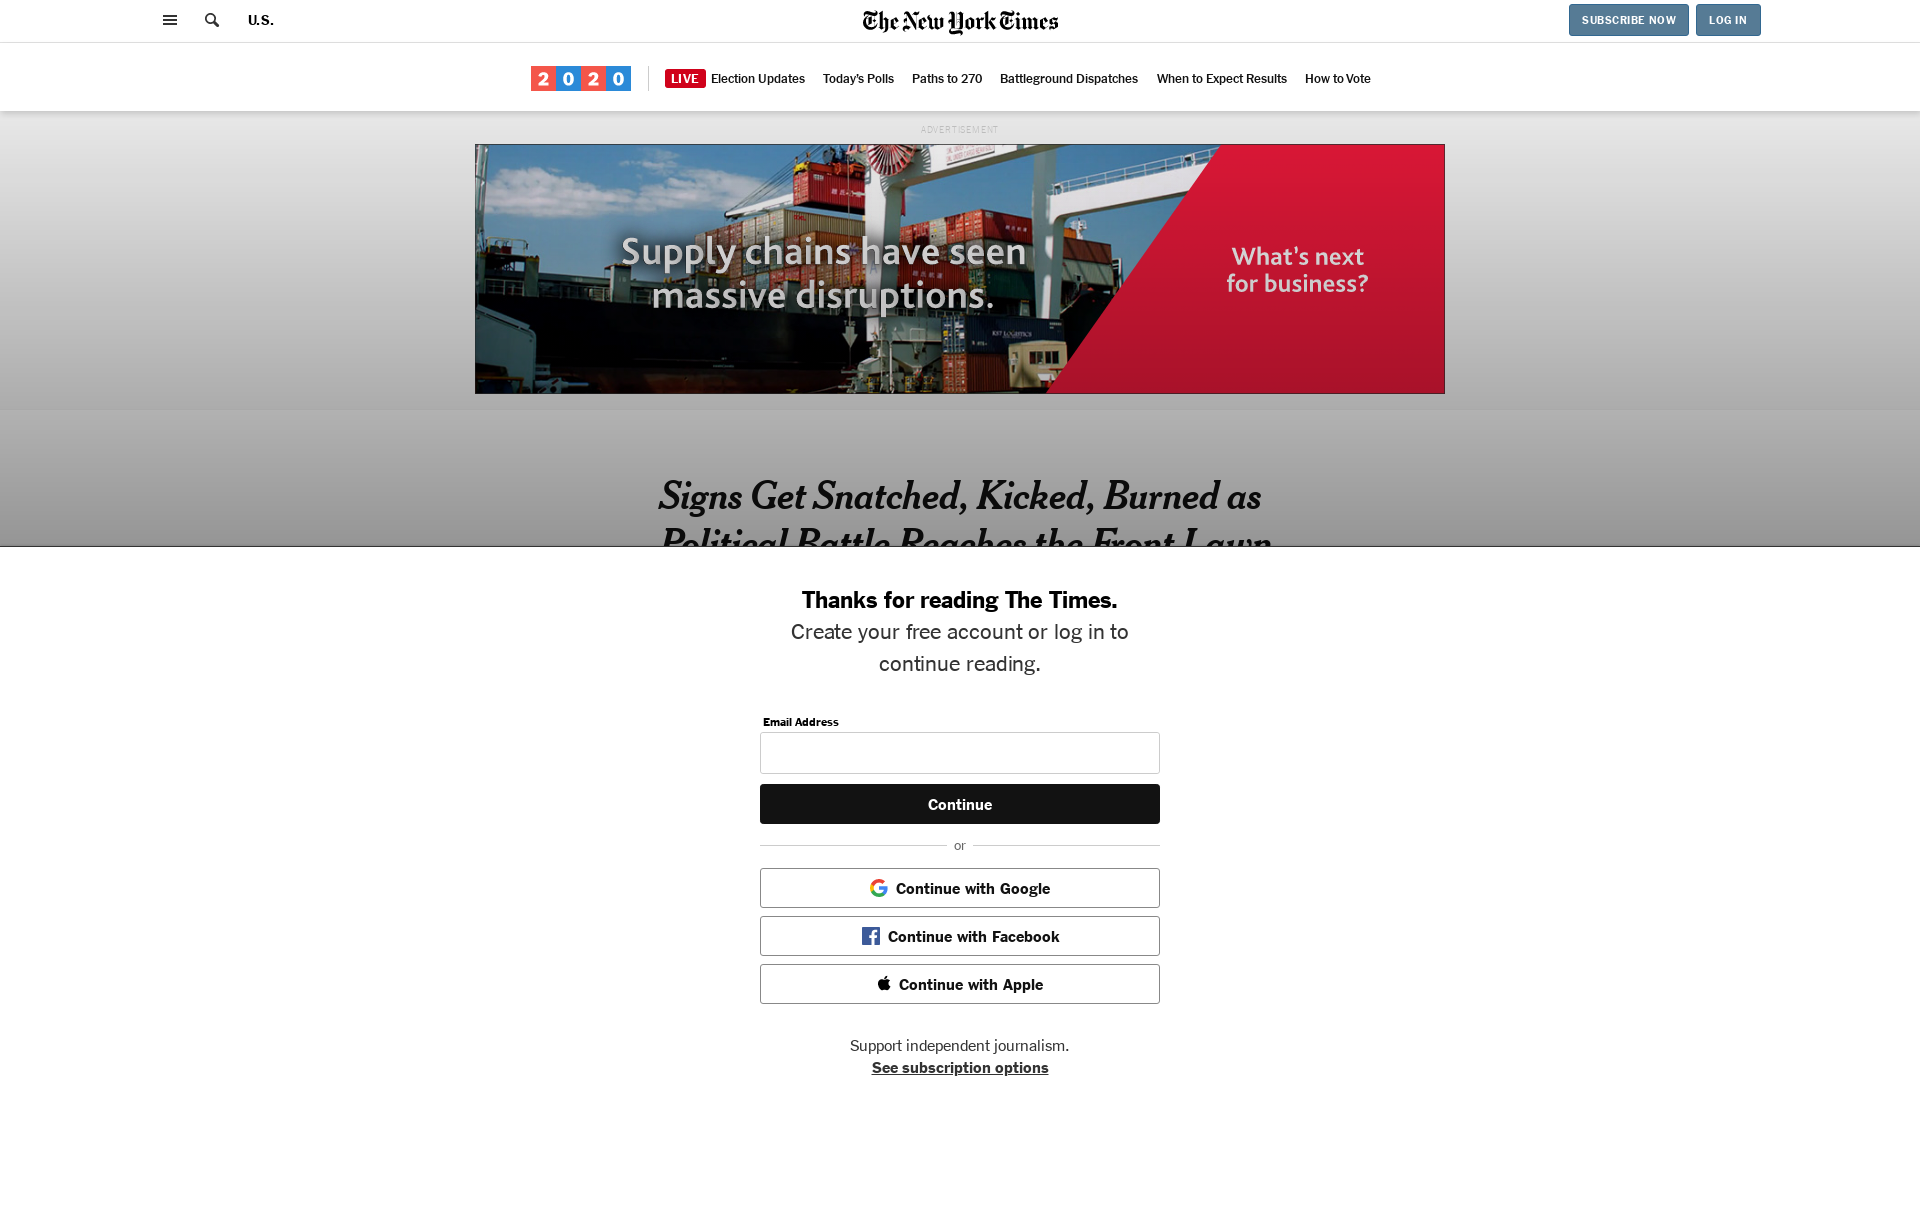 U.S.
The New York Times
SUBSCRIBE NOW
LOG IN
2020
LIVE Election Updates
Today's Polls
Paths to 270
Battleground Dispatches
When to Expect Results
How to Vote
ADVERTISEMENT
Supply chains have seen
massive disruptions.
What's next
for business?
Signs Get Snatched, Kicked, Burned as
Political Battle Reaches the Front Lawn
Thanks for reading The Times.
Create your free account or log in to
continue reading.
Email Address
Continue
or
Continue with Google
Continue with Facebook
Continue with Apple
Support independent journalism.
See subscription options